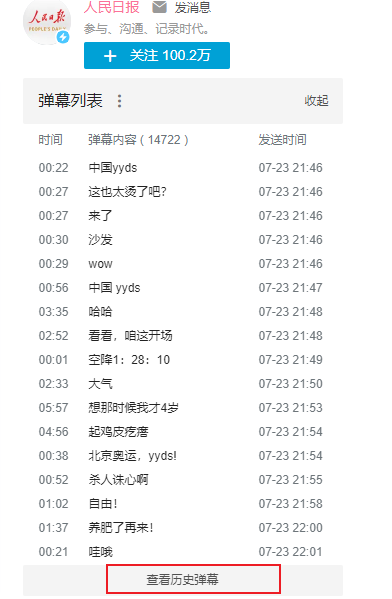 人民日报
PEOPLE'S DAILY
人民日报 发消息
参与、沟通、记录时代。
+ 关注 100.2万
弹幕列表 收起
时间 弹幕内容 ( 14722 ) 发送时间
00:22 中国yyds 07-23 21:46
00:27 这也太烫了吧? 07-23 21:46
00:27 来了 07-23 21:46
00:30 沙发 07-23 21:46
00:29 wow 07-23 21:46
00:56 中国 yyds 07-23 21:47
03:35 哈哈 07-23 21:48
02:52 看看，咱这开场 07-23 21:48
00:01 空降1：28：10 07-23 21:49
02:33 大气 07-23 21:50
05:57 想那时候我才4岁 07-23 21:53
04:56 起鸡皮疙瘩 07-23 21:54
00:38 北京奥运，yyds! 07-23 21:54
00:52 杀人诛心啊 07-23 21:55
01:02 自由！ 07-23 21:58
01:37 养肥了再来！ 07-23 22:00
00:21 哇哦 07-23 22:01
查看历史弹幕